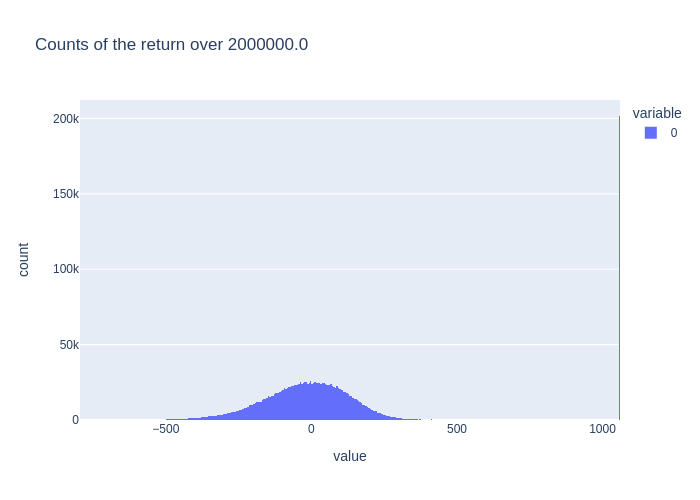 Counts of the return over 2000000.0
variable
0
200k
150k
100k
50k
0
count
−500
0
500
1000
value